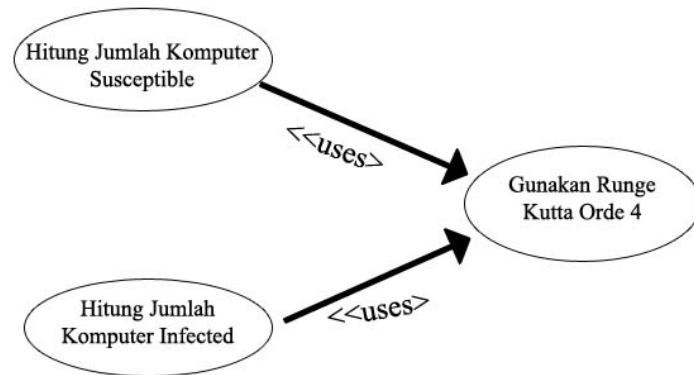 Hitung Jumlah Komputer
Susceptible
<<uses>
Gunakan Runge
Kutta Orde 4
Hitung Jumlah
Komputer Infected
<<uses>